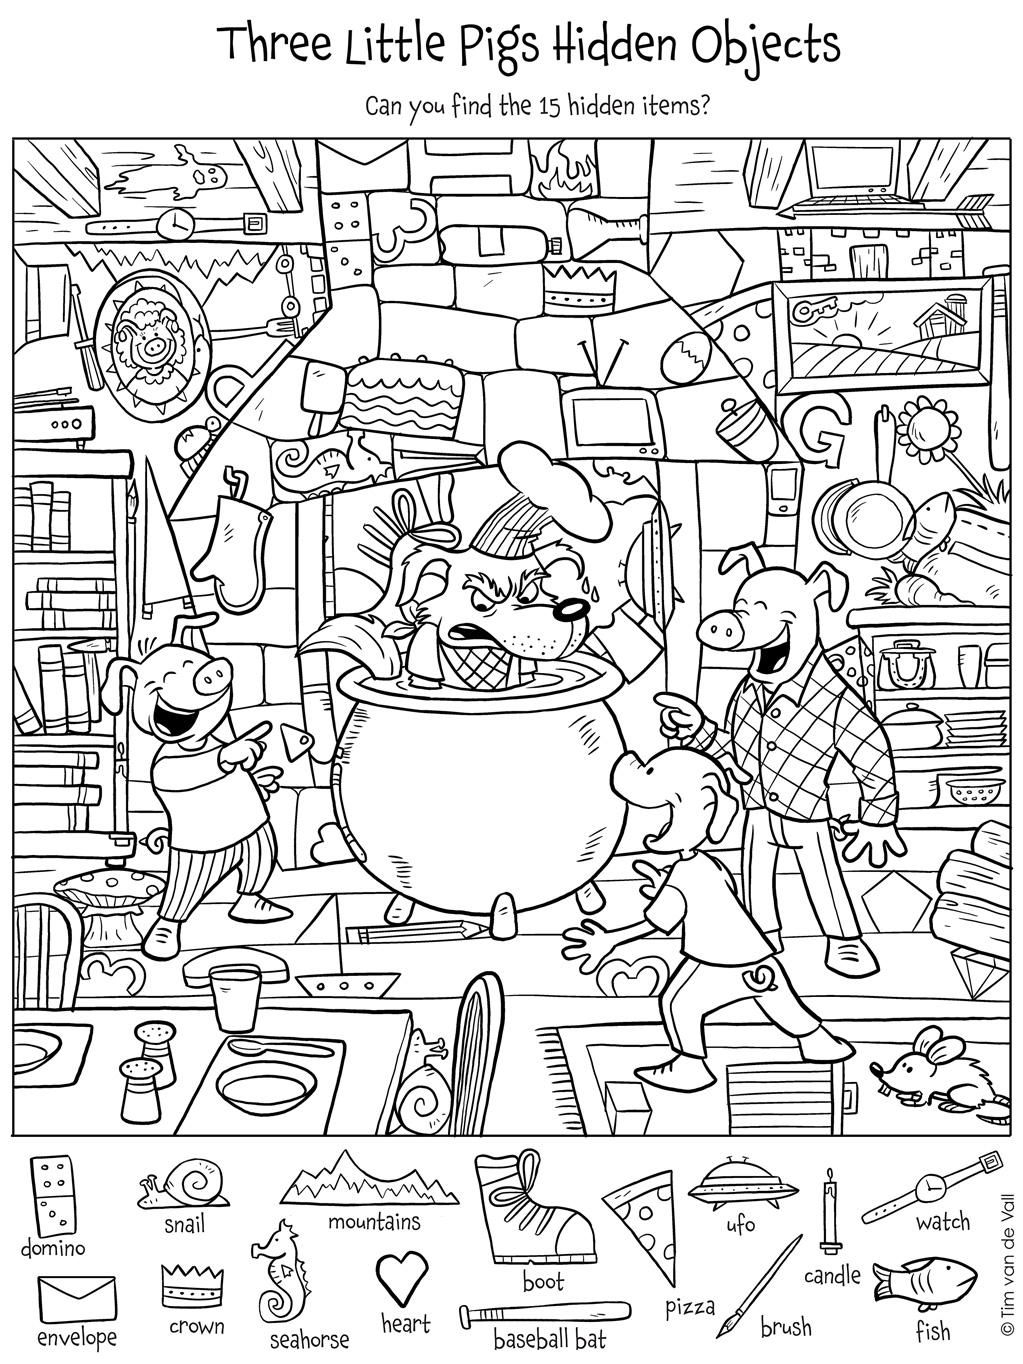 Three Little Pigs Hidden Objects
Can you find the 15 hidden items?
G
domino
snail
mountains
boot
ufo
candle
watch
envelope
crown
seahorse
heart
baseball bat
pizza
brush
fish
© Tim van de Vall